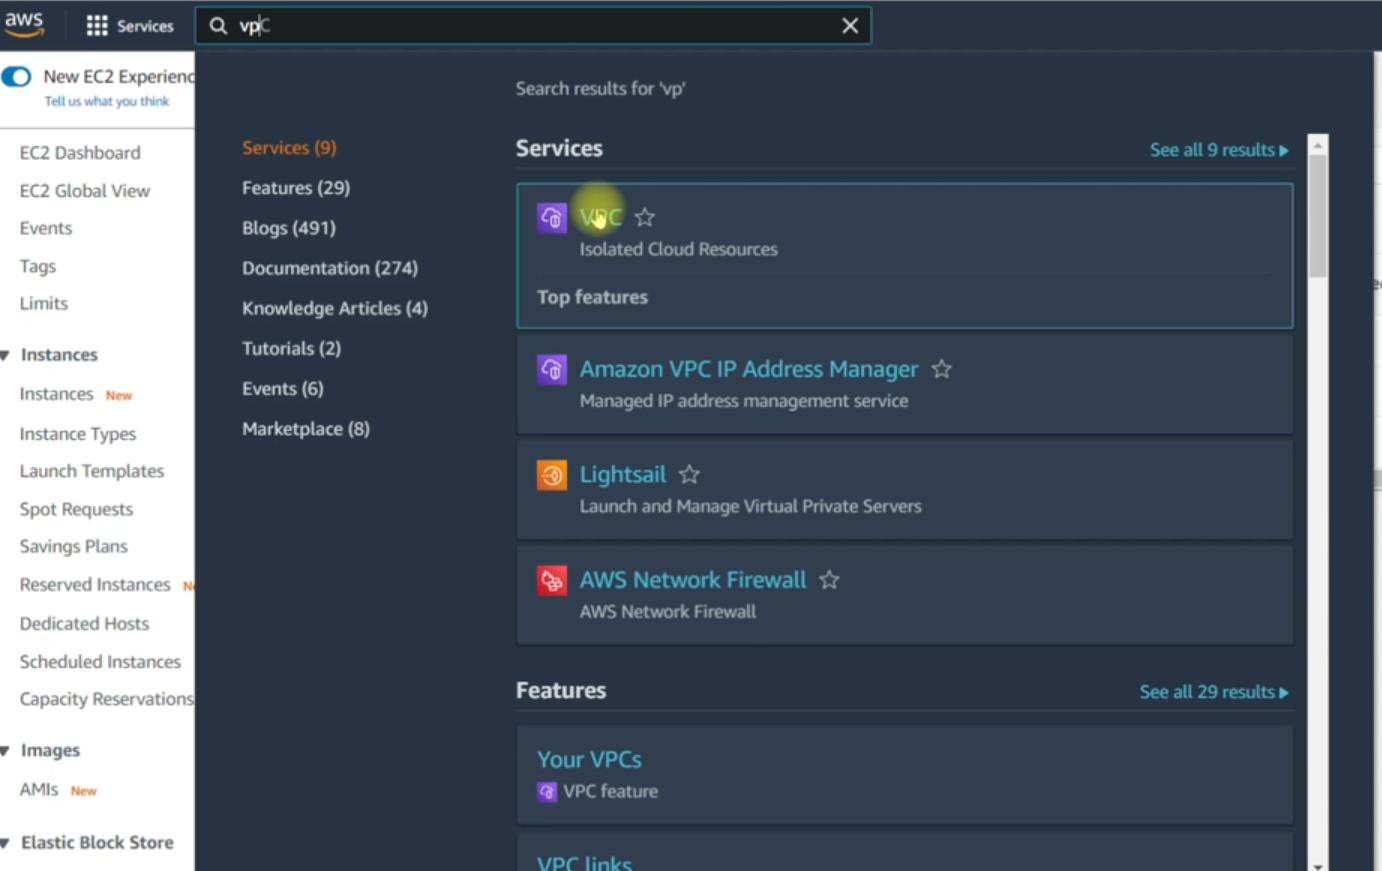 aws
Services
vpC
New EC2 Experienc
Tell us what you think
EC2 Dashboard
EC2 Global View
Events
Tags
Limits
Instances
Instances New
Instance Types
Launch Templates
Spot Requests
Savings Plans
Reserved Instances
Dedicated Hosts
Scheduled Instances
Capacity Reservations
Images
AMIs New
Elastic Block Store
Search results for 'vp'
Services (9)
Features (29)
Blogs (491)
Documentation (274)
Knowledge Articles (4)
Tutorials (2)
Events (6)
Marketplace (8)
Services
See all 9 results
VPC
Isolated Cloud Resources
Top features
Amazon VPC IP Address Manager
Managed IP address management service
Lightsail
Launch and Manage Virtual Private Servers
AWS Network Firewall
AWS Network Firewall
Features
See all 29 results
Your VPCs
VPC feature
VPC links